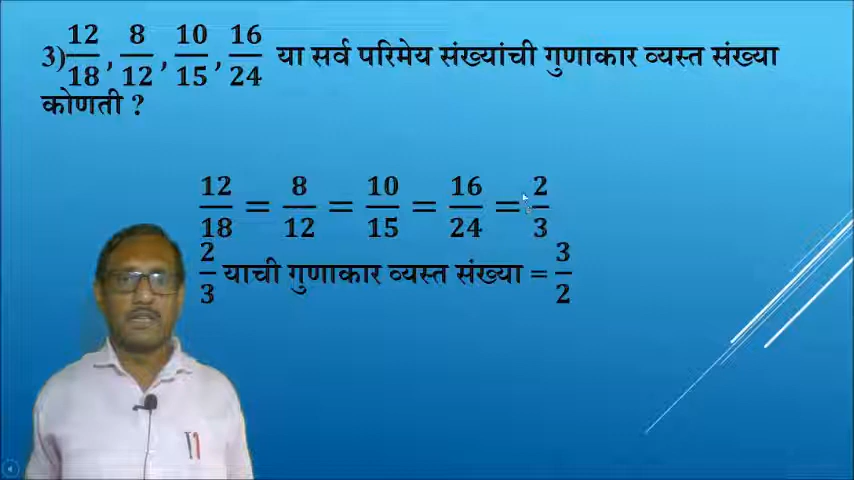 3) 12/18 , 8/12 , 10/15 , 16/24 या सर्व परिमेय संख्यांची गुणाकार व्यस्त संख्या
कोणती ?
12/18 = 8/12 = 10/15 = 16/24 = 2/3
2/3 याची गुणाकार व्यस्त संख्या = 3/2